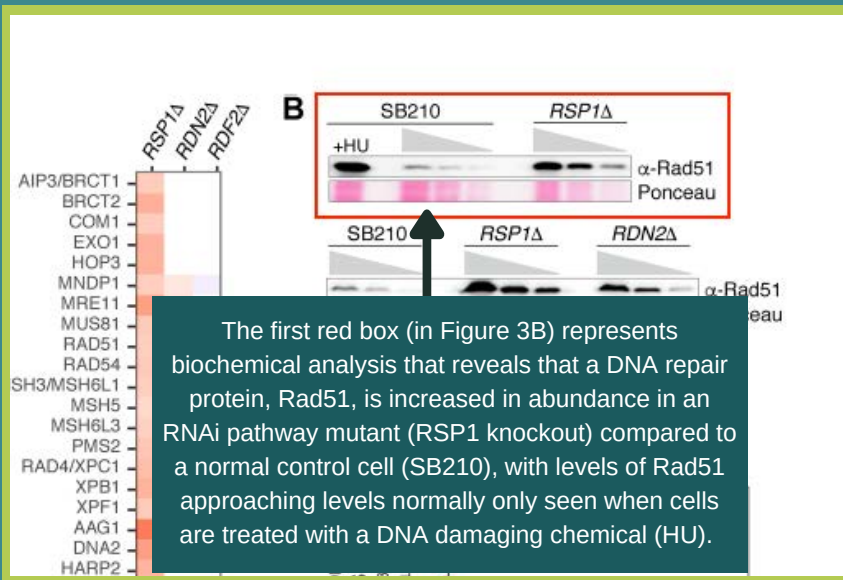 RSP1Δ
RDN2Δ
RDF2Δ
AIP3/BRCT1
BRCT2
COM1
EXO1
HOP3
MNDP1
MRE11
MUS81
RAD51
RAD54
SH3/MSH6L1
MSH5
MSH6L3
PMS2
RAD4/XPC1
XPB1
XPF1
AAG1
DNA2
HARP2
B
SB210 RSP1Δ
+HU
α-Rad51
Ponceau
SB210 RSP1Δ RDN2Δ
α-Rad51
eau
The first red box (in Figure 3B) represents
biochemical analysis that reveals that a DNA repair
protein, Rad51, is increased in abundance in an
RNAi pathway mutant (RSP1 knockout) compared to
a normal control cell (SB210), with levels of Rad51
approaching levels normally only seen when cells
are treated with a DNA damaging chemical (HU).